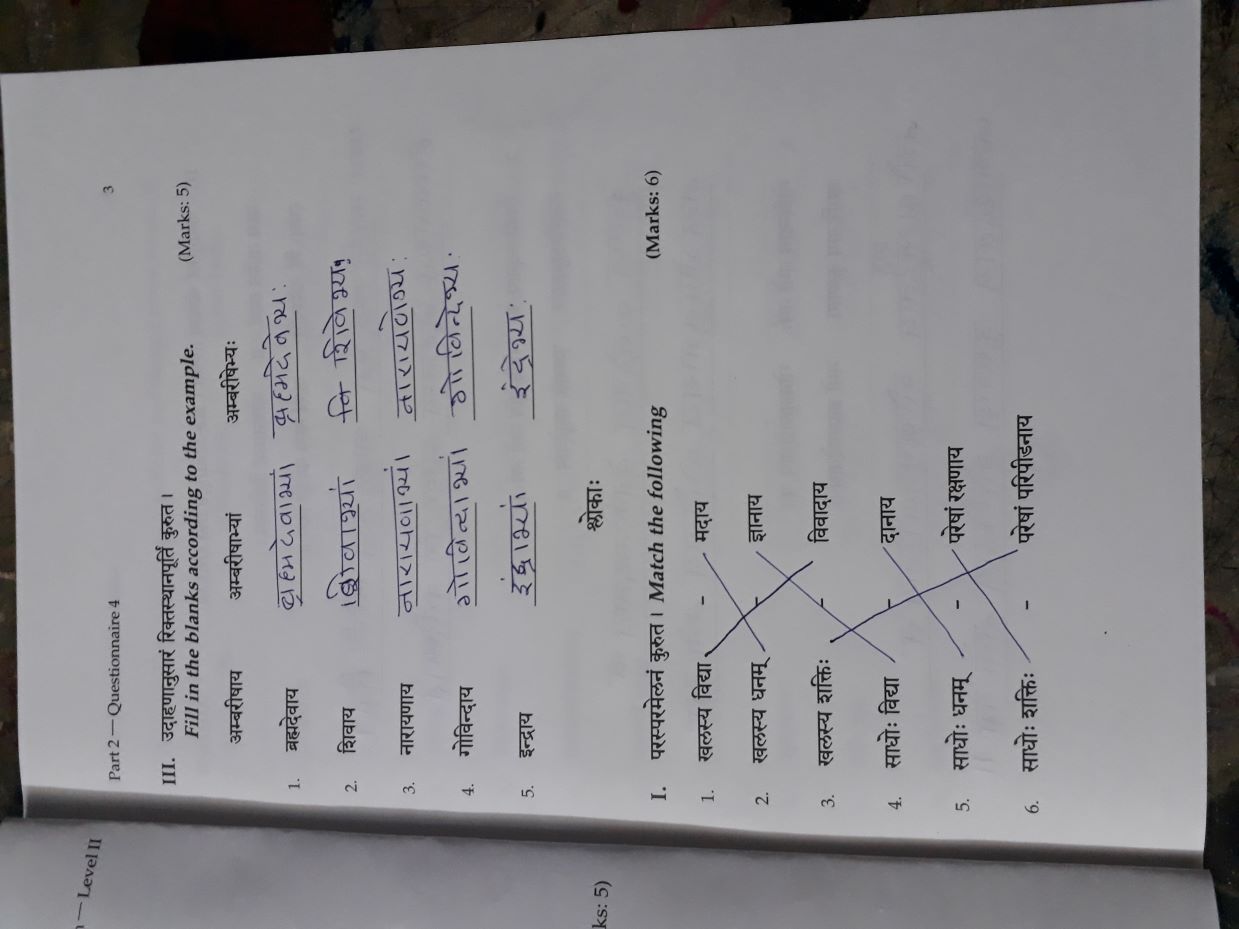 n — Level II
Part 2 — Questionnaire 4 3
III. उदाहणानुसारं रिक्तस्थानपूर्तिं कुरुत।
Fill in the blanks according to the example. (Marks: 5)
अम्बरीषाय अम्बरीषाभ्यां अम्बरीषेभ्यः
1. ब्रह्मदेवाय ब्रह्मदेवाभ्यां ब्रह्मदेवेभ्यः
2. शिवाय शिवाभ्यां वि शिवेभ्यः
3. नारायणाय नारायणाभ्यां नारायणेभ्यः
4. गोविन्दाय गोविन्दाभ्यां गोविन्देभ्यः
5. इन्द्राय इंद्राभ्यां इंद्रेभ्यः
ks: 5)
श्लोकाः
I. परस्परमेलनं कुरुत। Match the following (Marks: 6)
1. खलस्य विद्या - मदाय
2. खलस्य धनम् - ज्ञानाय
3. खलस्य शक्तिः - विवादाय
4. साधोः विद्या - दानाय
5. साधोः धनम् - परेषां रक्षणाय
6. साधोः शक्तिः - परेषां परिपीडनाय